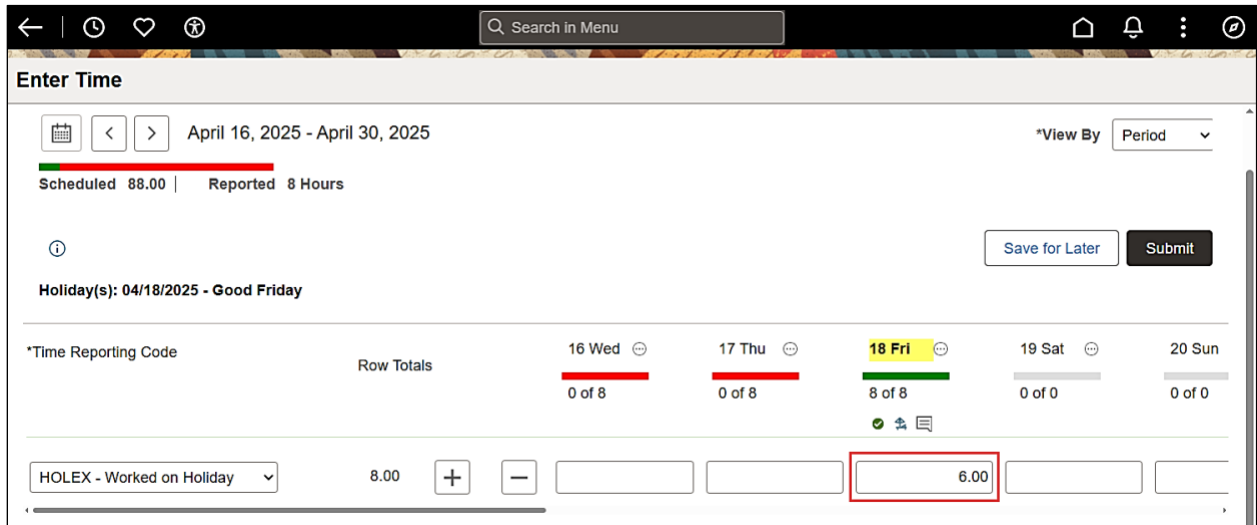 Search in Menu
Enter Time
April 16, 2025 - April 30, 2025
*View By Period
Scheduled 88.00 | Reported 8 Hours
Save for Later Submit
Holiday(s): 04/18/2025 - Good Friday
*Time Reporting Code Row Totals 16 Wed 17 Thu 18 Fri 19 Sat 20 Sun
0 of 8 0 of 8 8 of 8 0 of 0 0 of 0
HOLEX - Worked on Holiday 8.00 6.00